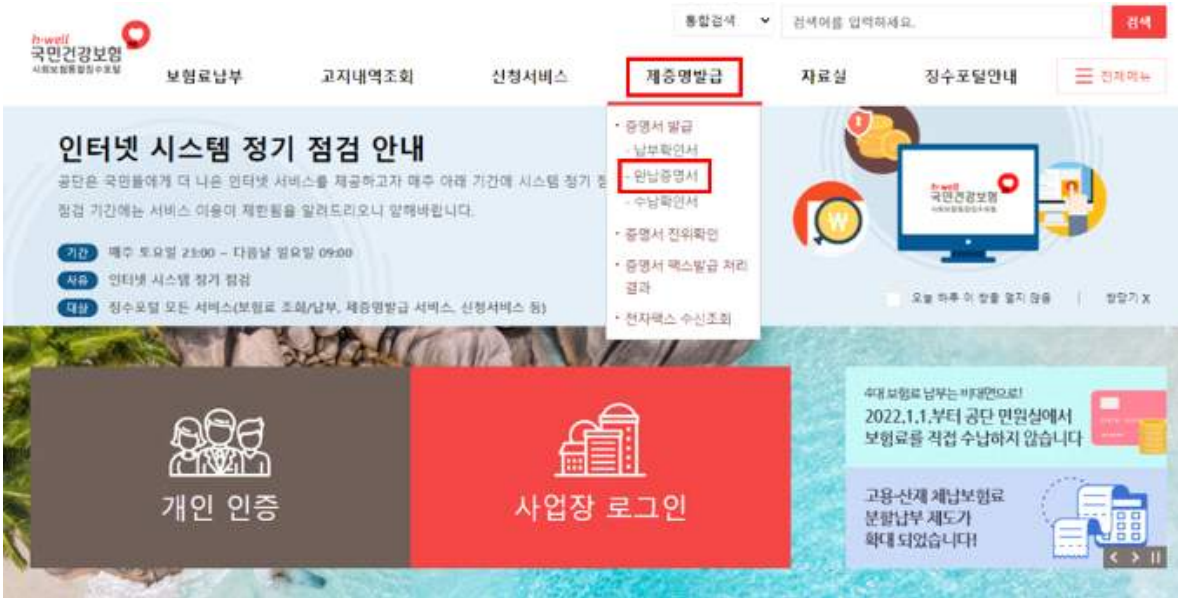 통합검색
검색어를 입력하세요.
검색
h-well
국민건강보험
사회보험통합징수포털
보험료납부
고지내역조회
신청서비스
제증명발급
자료실
징수포털안내
전체메뉴
인터넷 시스템 정기 점검 안내
공단은 국민들에게 더 나은 인터넷 서비스를 제공하고자 매주 아래 기간에 시스템 정기 점
점검 기간에는 서비스 이용이 제한됨을 알려드리오니 양해바랍니다.
기간 매주 토요일 23:00 ~ 다음날 일요일 09:00
사유 인터넷 시스템 정기 점검
대상 징수포털 모든 서비스(보험료 조회/납부, 제증명발급 서비스, 신청서비스 등)
• 증명서 발급
- 납부확인서
- 완납증명서
- 수납확인서
• 증명서 진위확인
• 증명서 팩스발급 처리
결과
• 전자팩스 수신조회
h-well
국민건강보험
오늘 하루 이 창을 열지 않음 | 창닫기 X
개인 인증
사업장 로그인
4대 보험료 납부는 비대면으로!
2022.1.1.부터 공단 민원실에서
보험료를 직접 수납하지 않습니다
고용·산재 체납보험료
분할납부 제도가
확대 되었습니다!